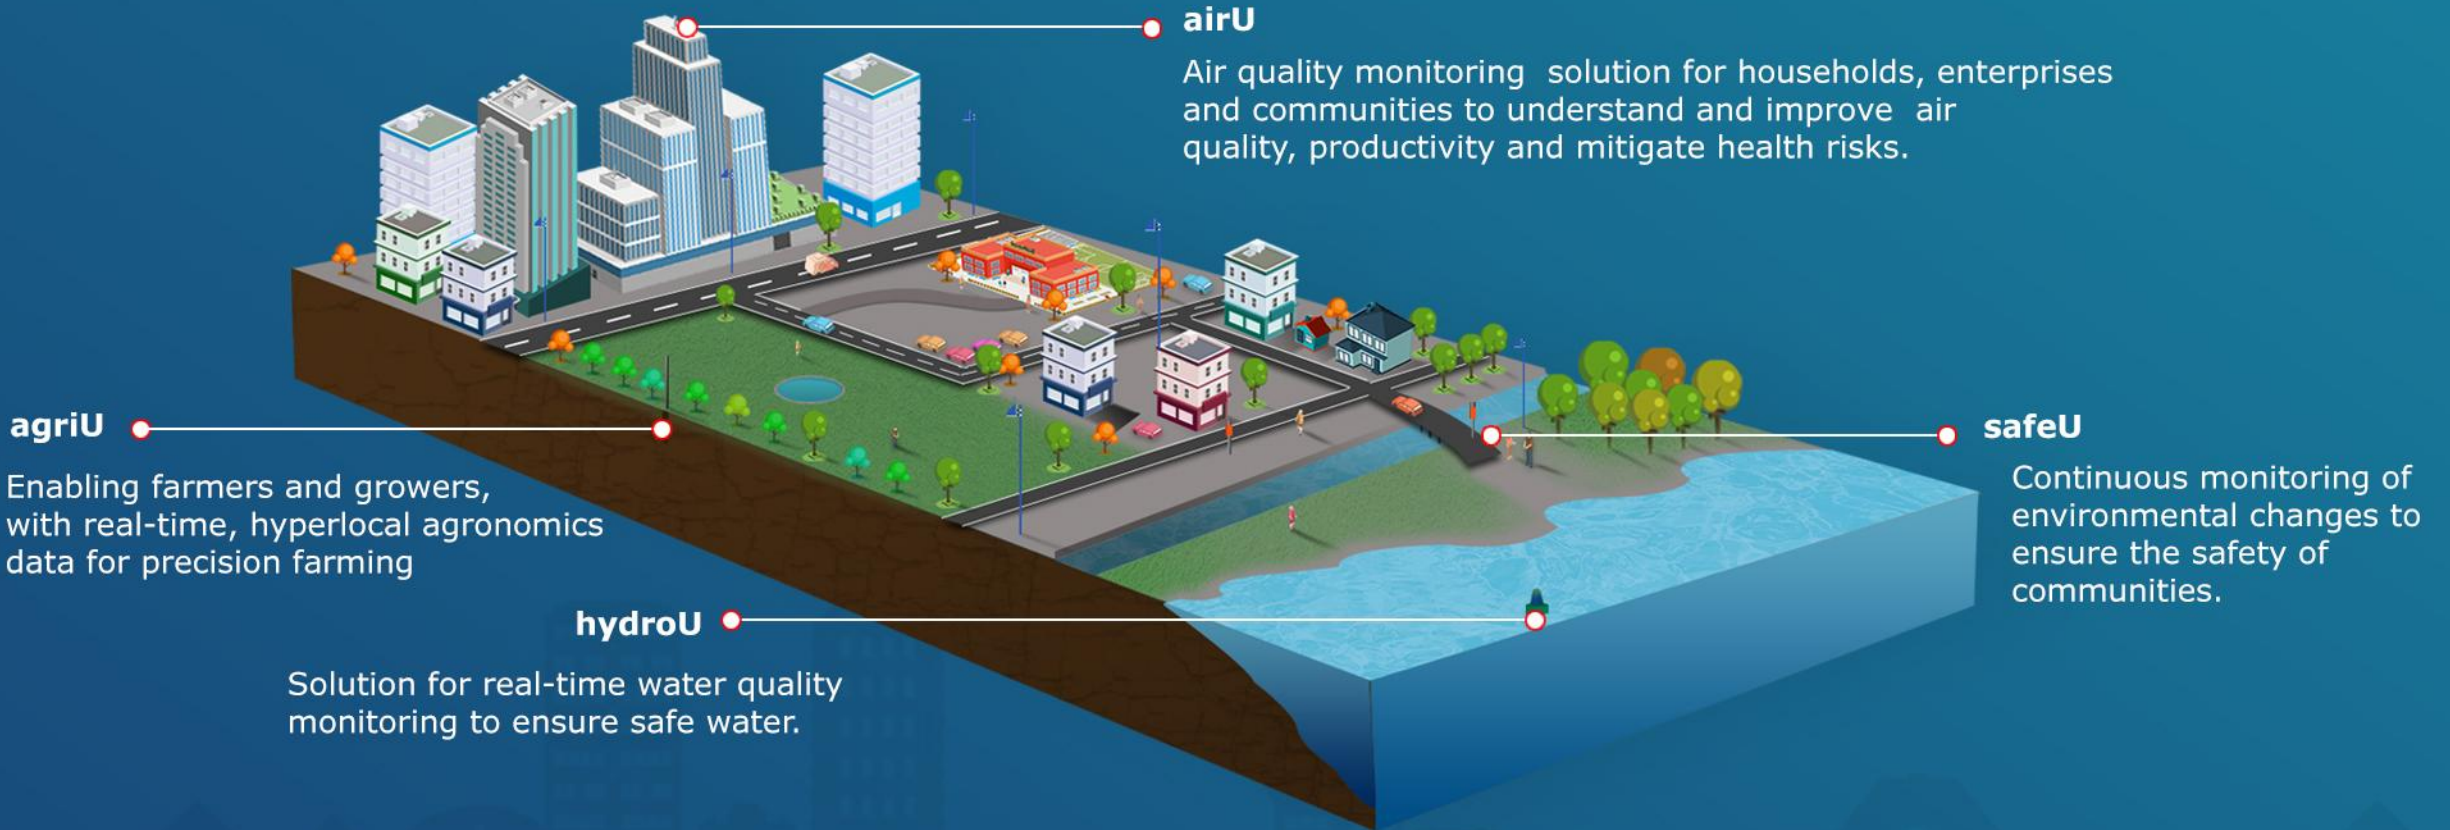 airU
Air quality monitoring solution for households, enterprises
and communities to understand and improve air
quality, productivity and mitigate health risks.
agriU
Enabling farmers and growers,
with real-time, hyperlocal agronomics
data for precision farming
safeU
Continuous monitoring of
environmental changes to
ensure the safety of
communities.
hydroU
Solution for real-time water quality
monitoring to ensure safe water.